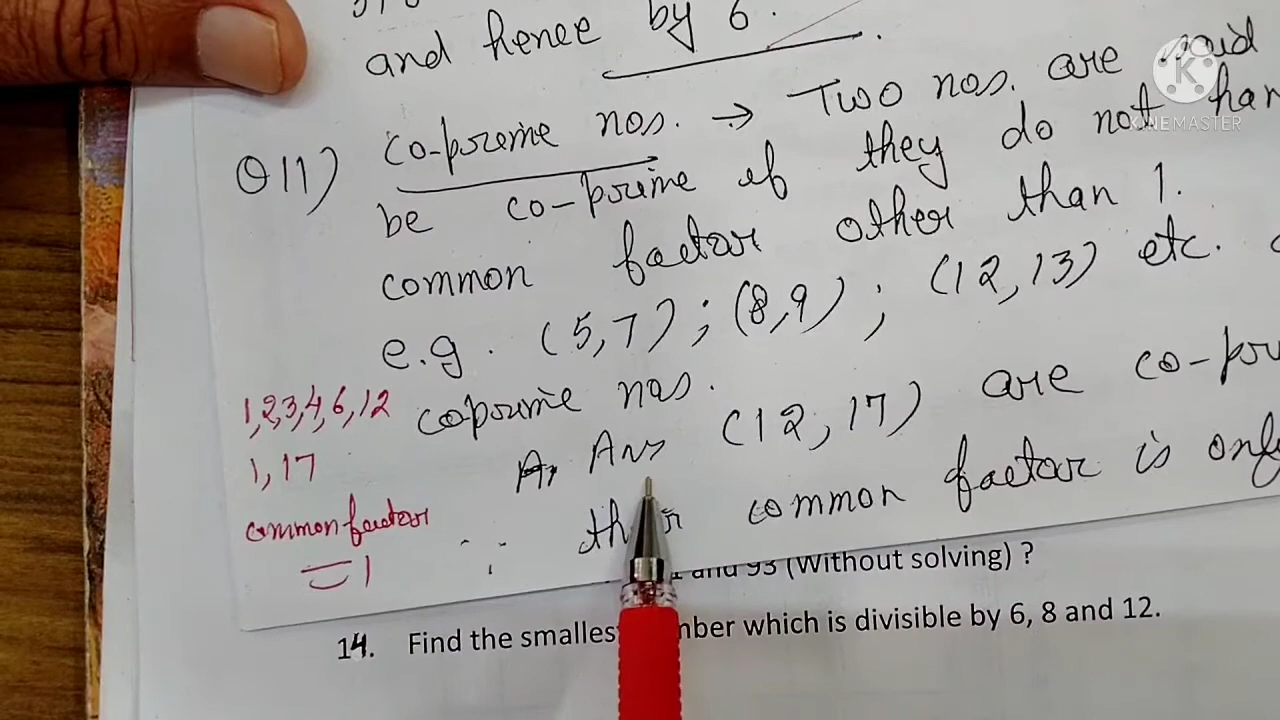 and hence by 6.
Q11) co-prime nos. → Two nos. are said
be co-prime if they do not hav
common factor other than 1.
e.g. (5,7); (8,9); (12,13) etc.
coprime nos.
A, Ans (12, 17) are co-pri
∵ their common factor is only
1,2,3,4,6,12
1,17
common factor
= 1
and 93 (Without solving) ?
14. Find the smallest number which is divisible by 6, 8 and 12.
K
KINEMASTER